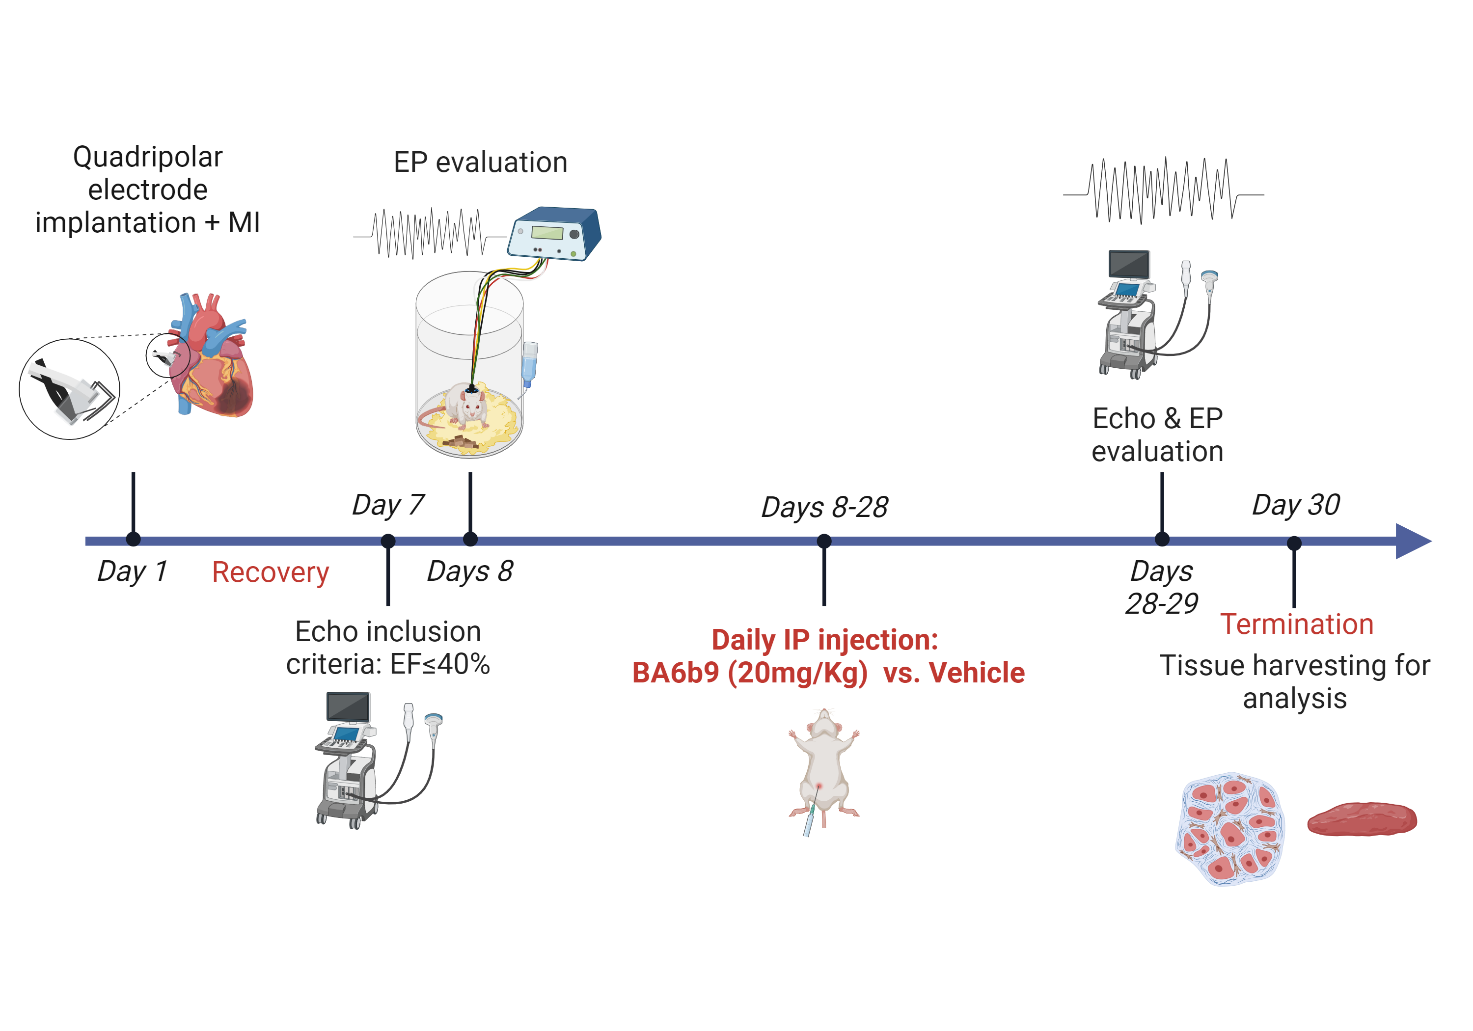 Quadripolar
electrode
implantation + MI
EP evaluation
Echo & EP
evaluation
Day 7
Days 8-28
Day 30
Day 1
Recovery
Days 8
Days
28-29
Echo inclusion
criteria: EF≤40%
Daily IP injection:
BA6b9 (20mg/Kg)  vs. Vehicle
Termination
Tissue harvesting for
analysis